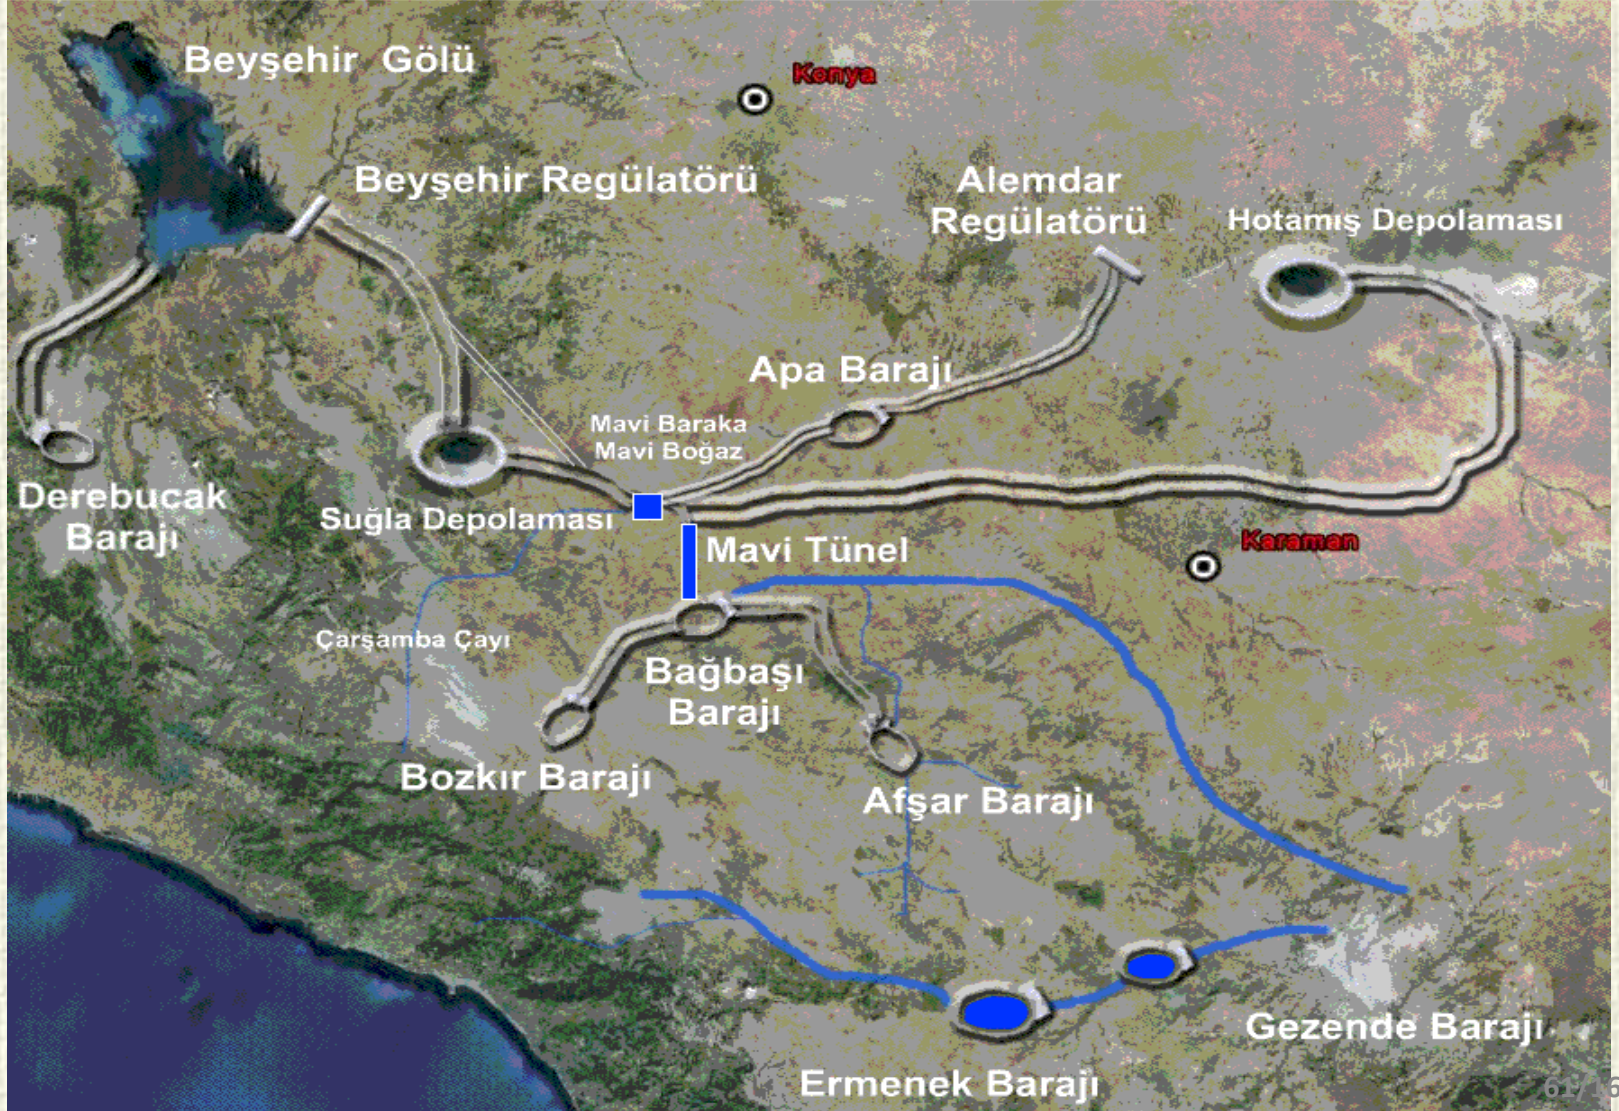 Beyşehir Gölü
Konya
Beyşehir Regülatörü
Alemdar
Regülatörü
Hotamış Depolaması
Apa Barajı
Mavi Baraka
Mavi Boğaz
Derebucak
Barajı
Suğla Depolaması
Mavi Tünel
Karaman
Çarşamba Çayı
Bağbaşı
Barajı
Bozkır Barajı
Afşar Barajı
Gezende Barajı
Ermenek Barajı